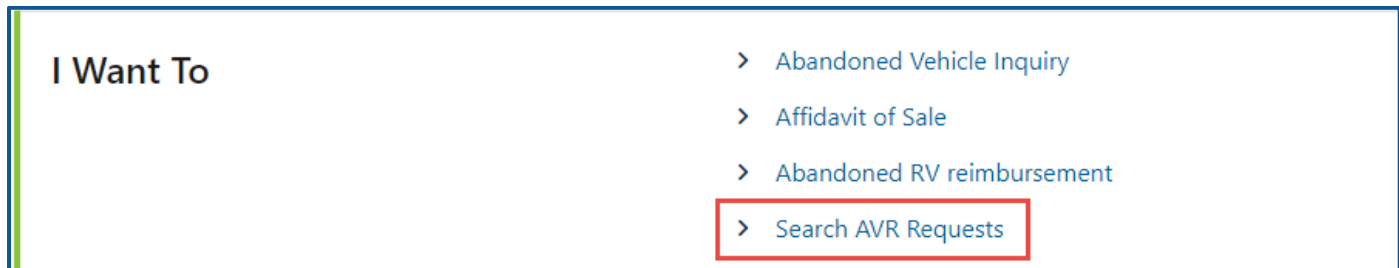 I Want To
Abandoned Vehicle Inquiry
Affidavit of Sale
Abandoned RV reimbursement
Search AVR Requests